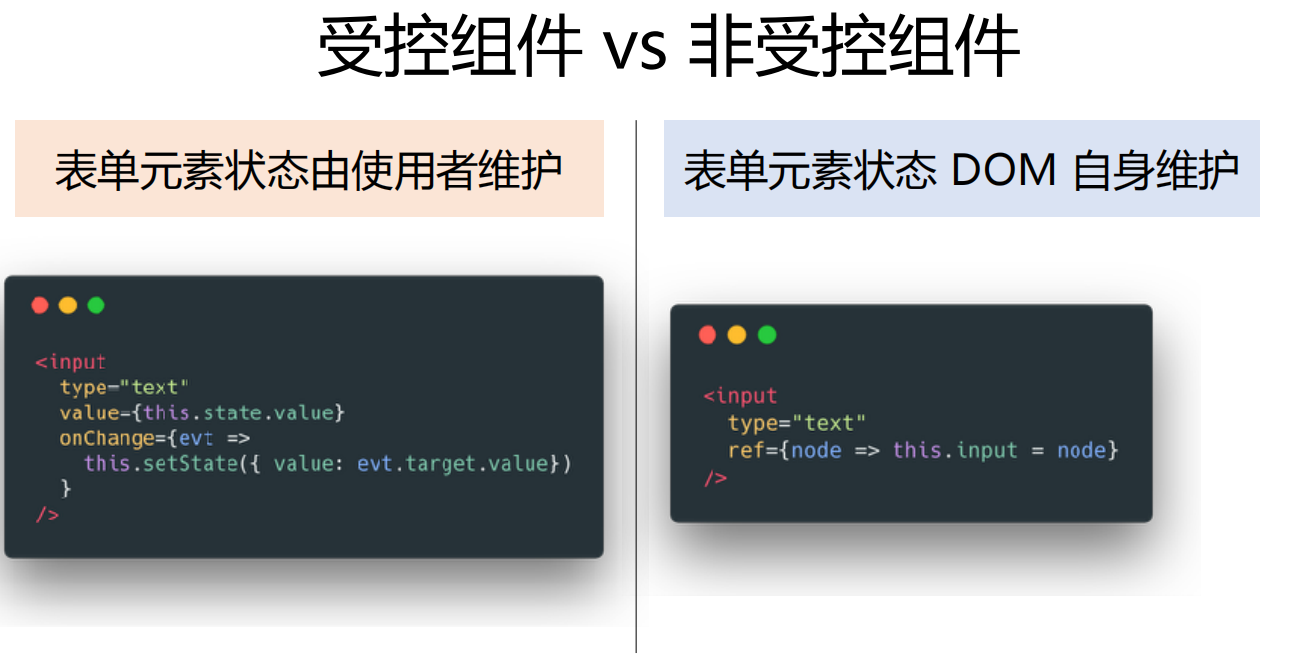 受控组件 vs 非受控组件
表单元素状态由使用者维护
<input
type="text"
value={this.state.value}
onChange={evt =>
this.setState({ value: evt.target.value})
}
/>
表单元素状态 DOM 自身维护
<input
type="text"
ref={node => this.input = node}
/>